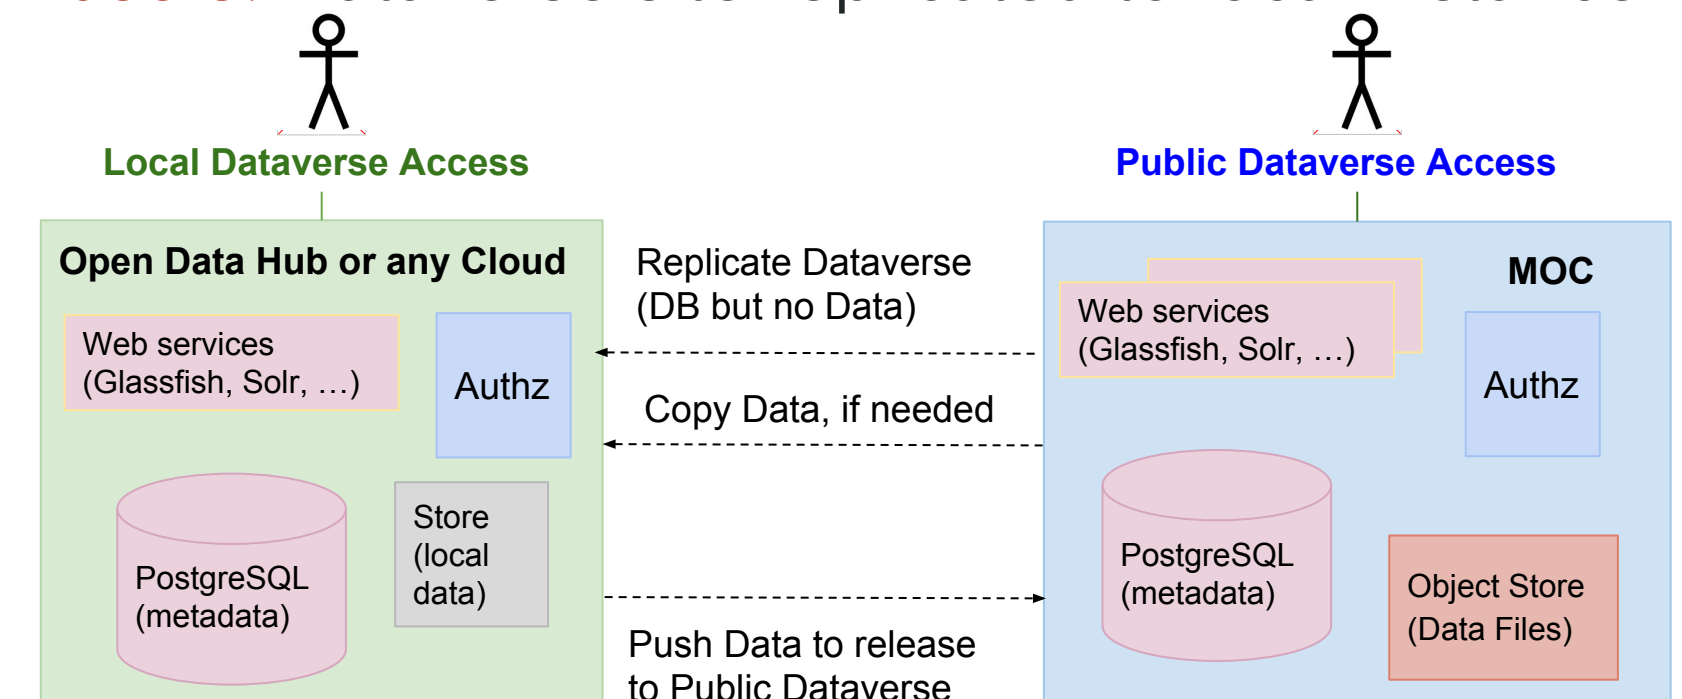 Local Dataverse Access
Public Dataverse Access
Open Data Hub or any Cloud
Web services
(Glassfish, Solr, …)
Authz
PostgreSQL
(metadata)
Store
(local
data)
Replicate Dataverse
(DB but no Data)
Copy Data, if needed
Push Data to release
to Public Dataverse
MOC
Web services
(Glassfish, Solr, …)
Authz
PostgreSQL
(metadata)
Object Store
(Data Files)